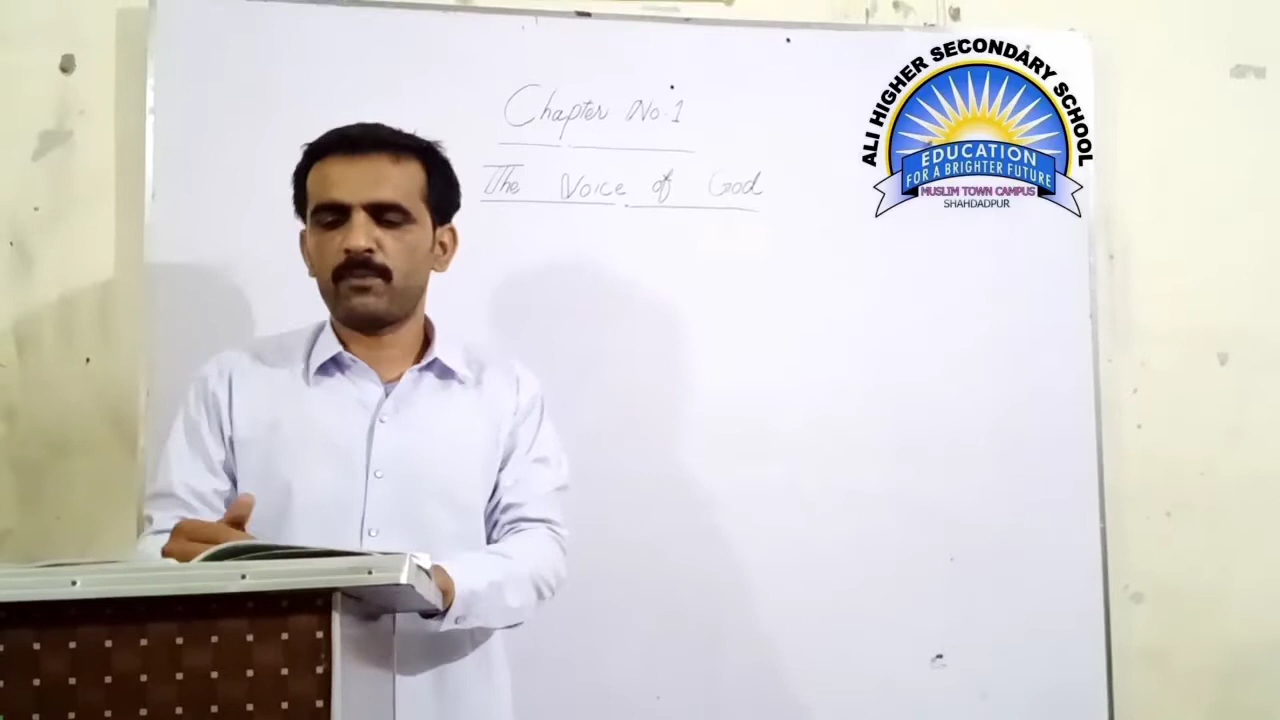 Chapter No.1
The Voice of God
ALI HIGHER SECONDARY SCHOOL
EDUCATION
FOR A BRIGHTER FUTURE
MUSLIM TOWN CAMPUS
SHAHDADPUR